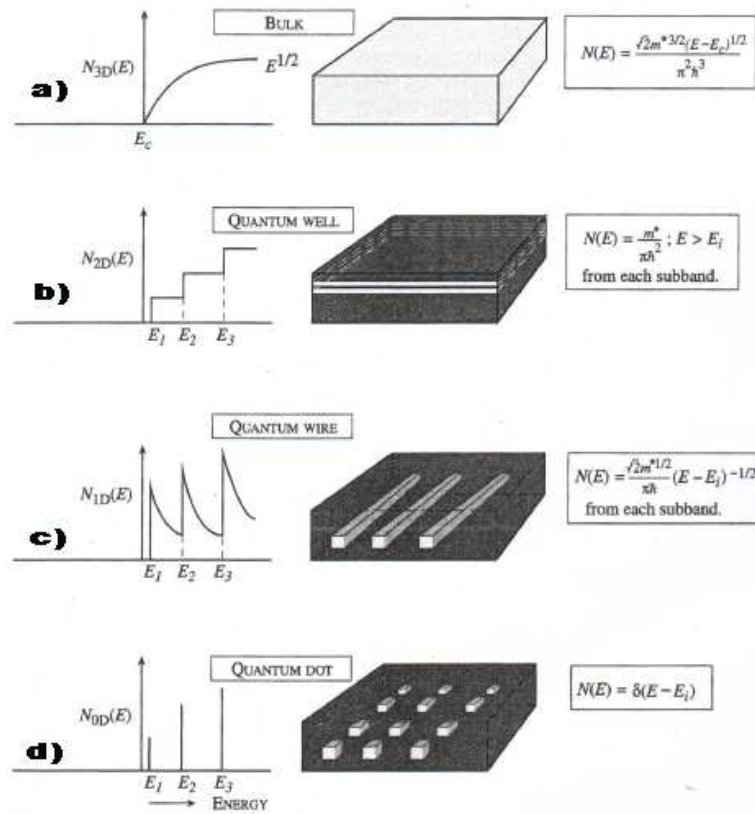 BULK
N3D(E)
E^1/2
a)
Ec
N(E) = √2m*^3/2(E−Ec)^1/2 / π²ħ³
QUANTUM WELL
N2D(E)
b)
E1 E2 E3
N(E) = m* / πħ² ; E > Ei
from each subband.
QUANTUM WIRE
N1D(E)
c)
E1 E2 E3
N(E) = √2m*^1/2 / πħ (E − Ei)^−1/2
from each subband.
QUANTUM DOT
N0D(E)
d)
E1 E2 E3
ENERGY
N(E) = δ(E − Ei)